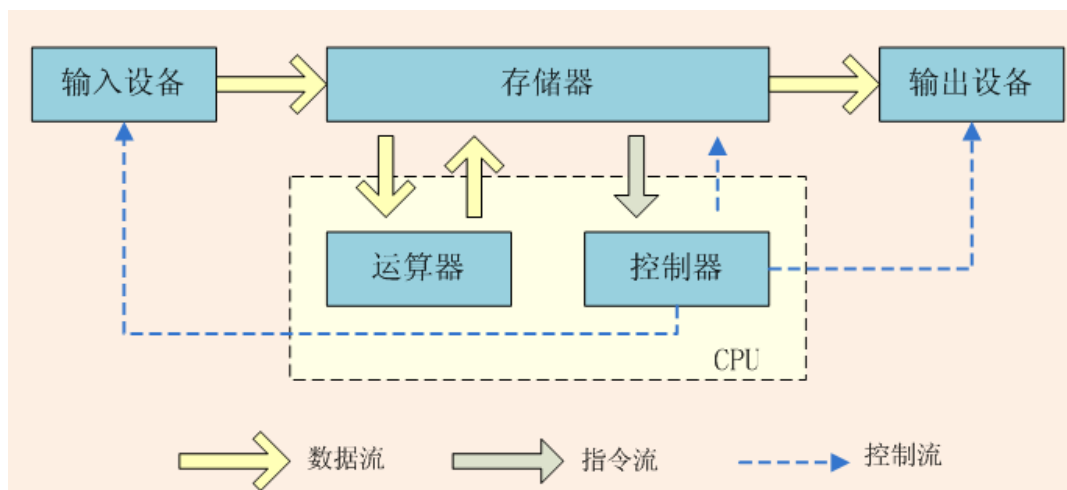 输入设备
存储器
输出设备
运算器
控制器
CPU
数据流
指令流
控制流